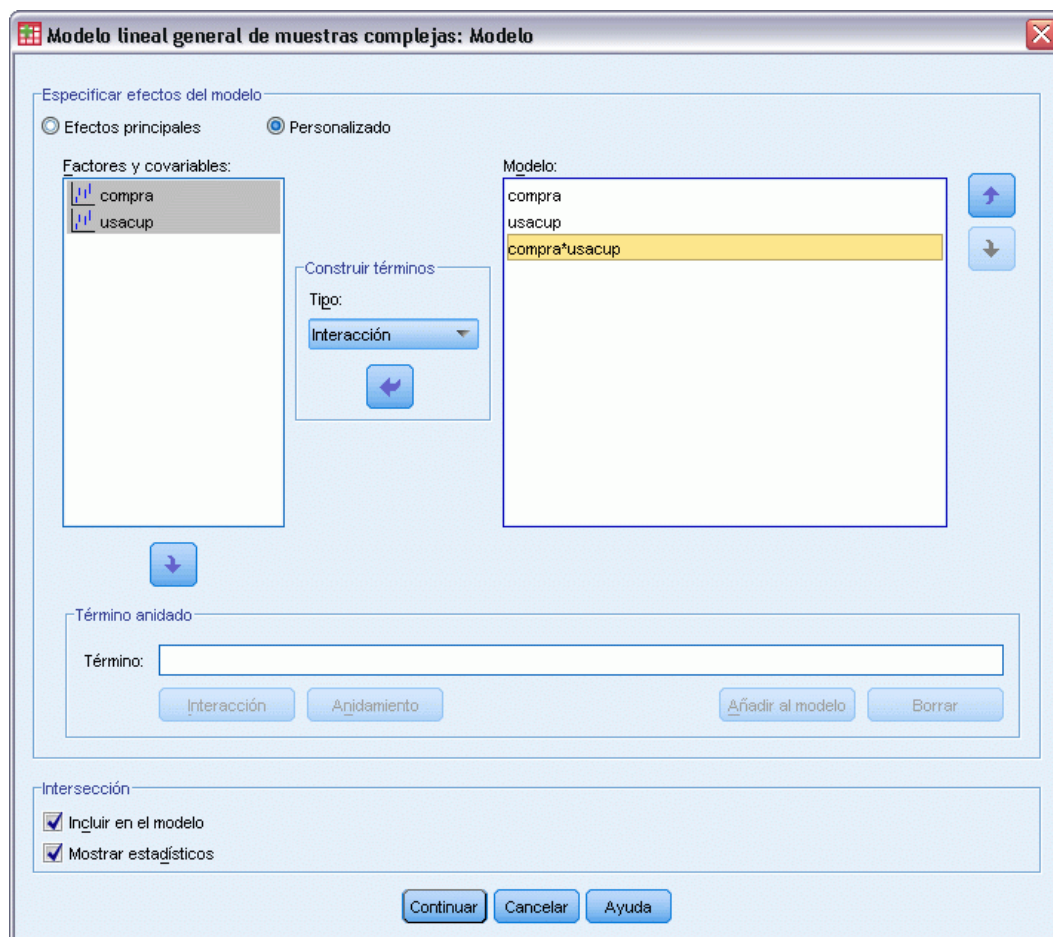 Modelo lineal general de muestras complejas: Modelo
Especificar efectos del modelo
Efectos principales
Personalizado
Factores y covariables:
compra
usacup
Construir términos
Tipo:
Interacción
Modelo:
compra
usacup
compra*usacup
Término anidado
Término:
Interacción
Anidamiento
Añadir al modelo
Borrar
Intersección
Incluir en el modelo
Mostrar estadísticos
Continuar
Cancelar
Ayuda